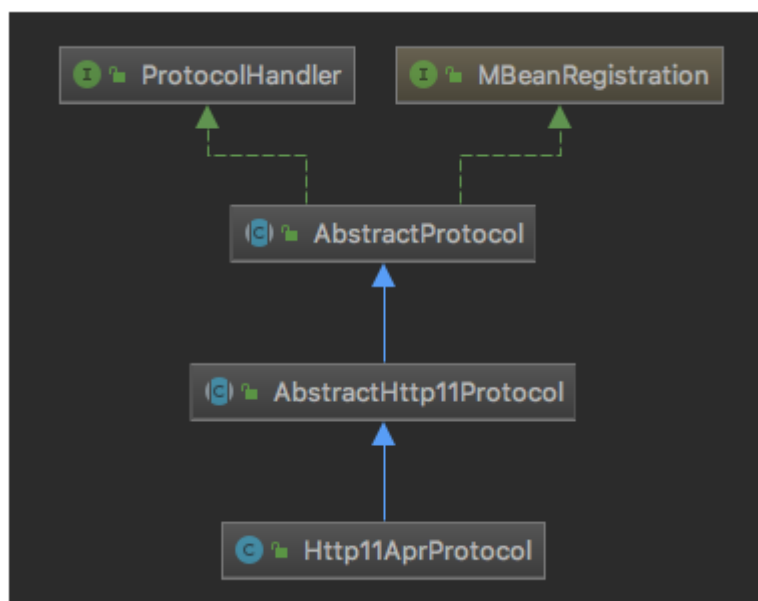 ProtocolHandler
MBeanRegistration
AbstractProtocol
AbstractHttp11Protocol
Http11AprProtocol